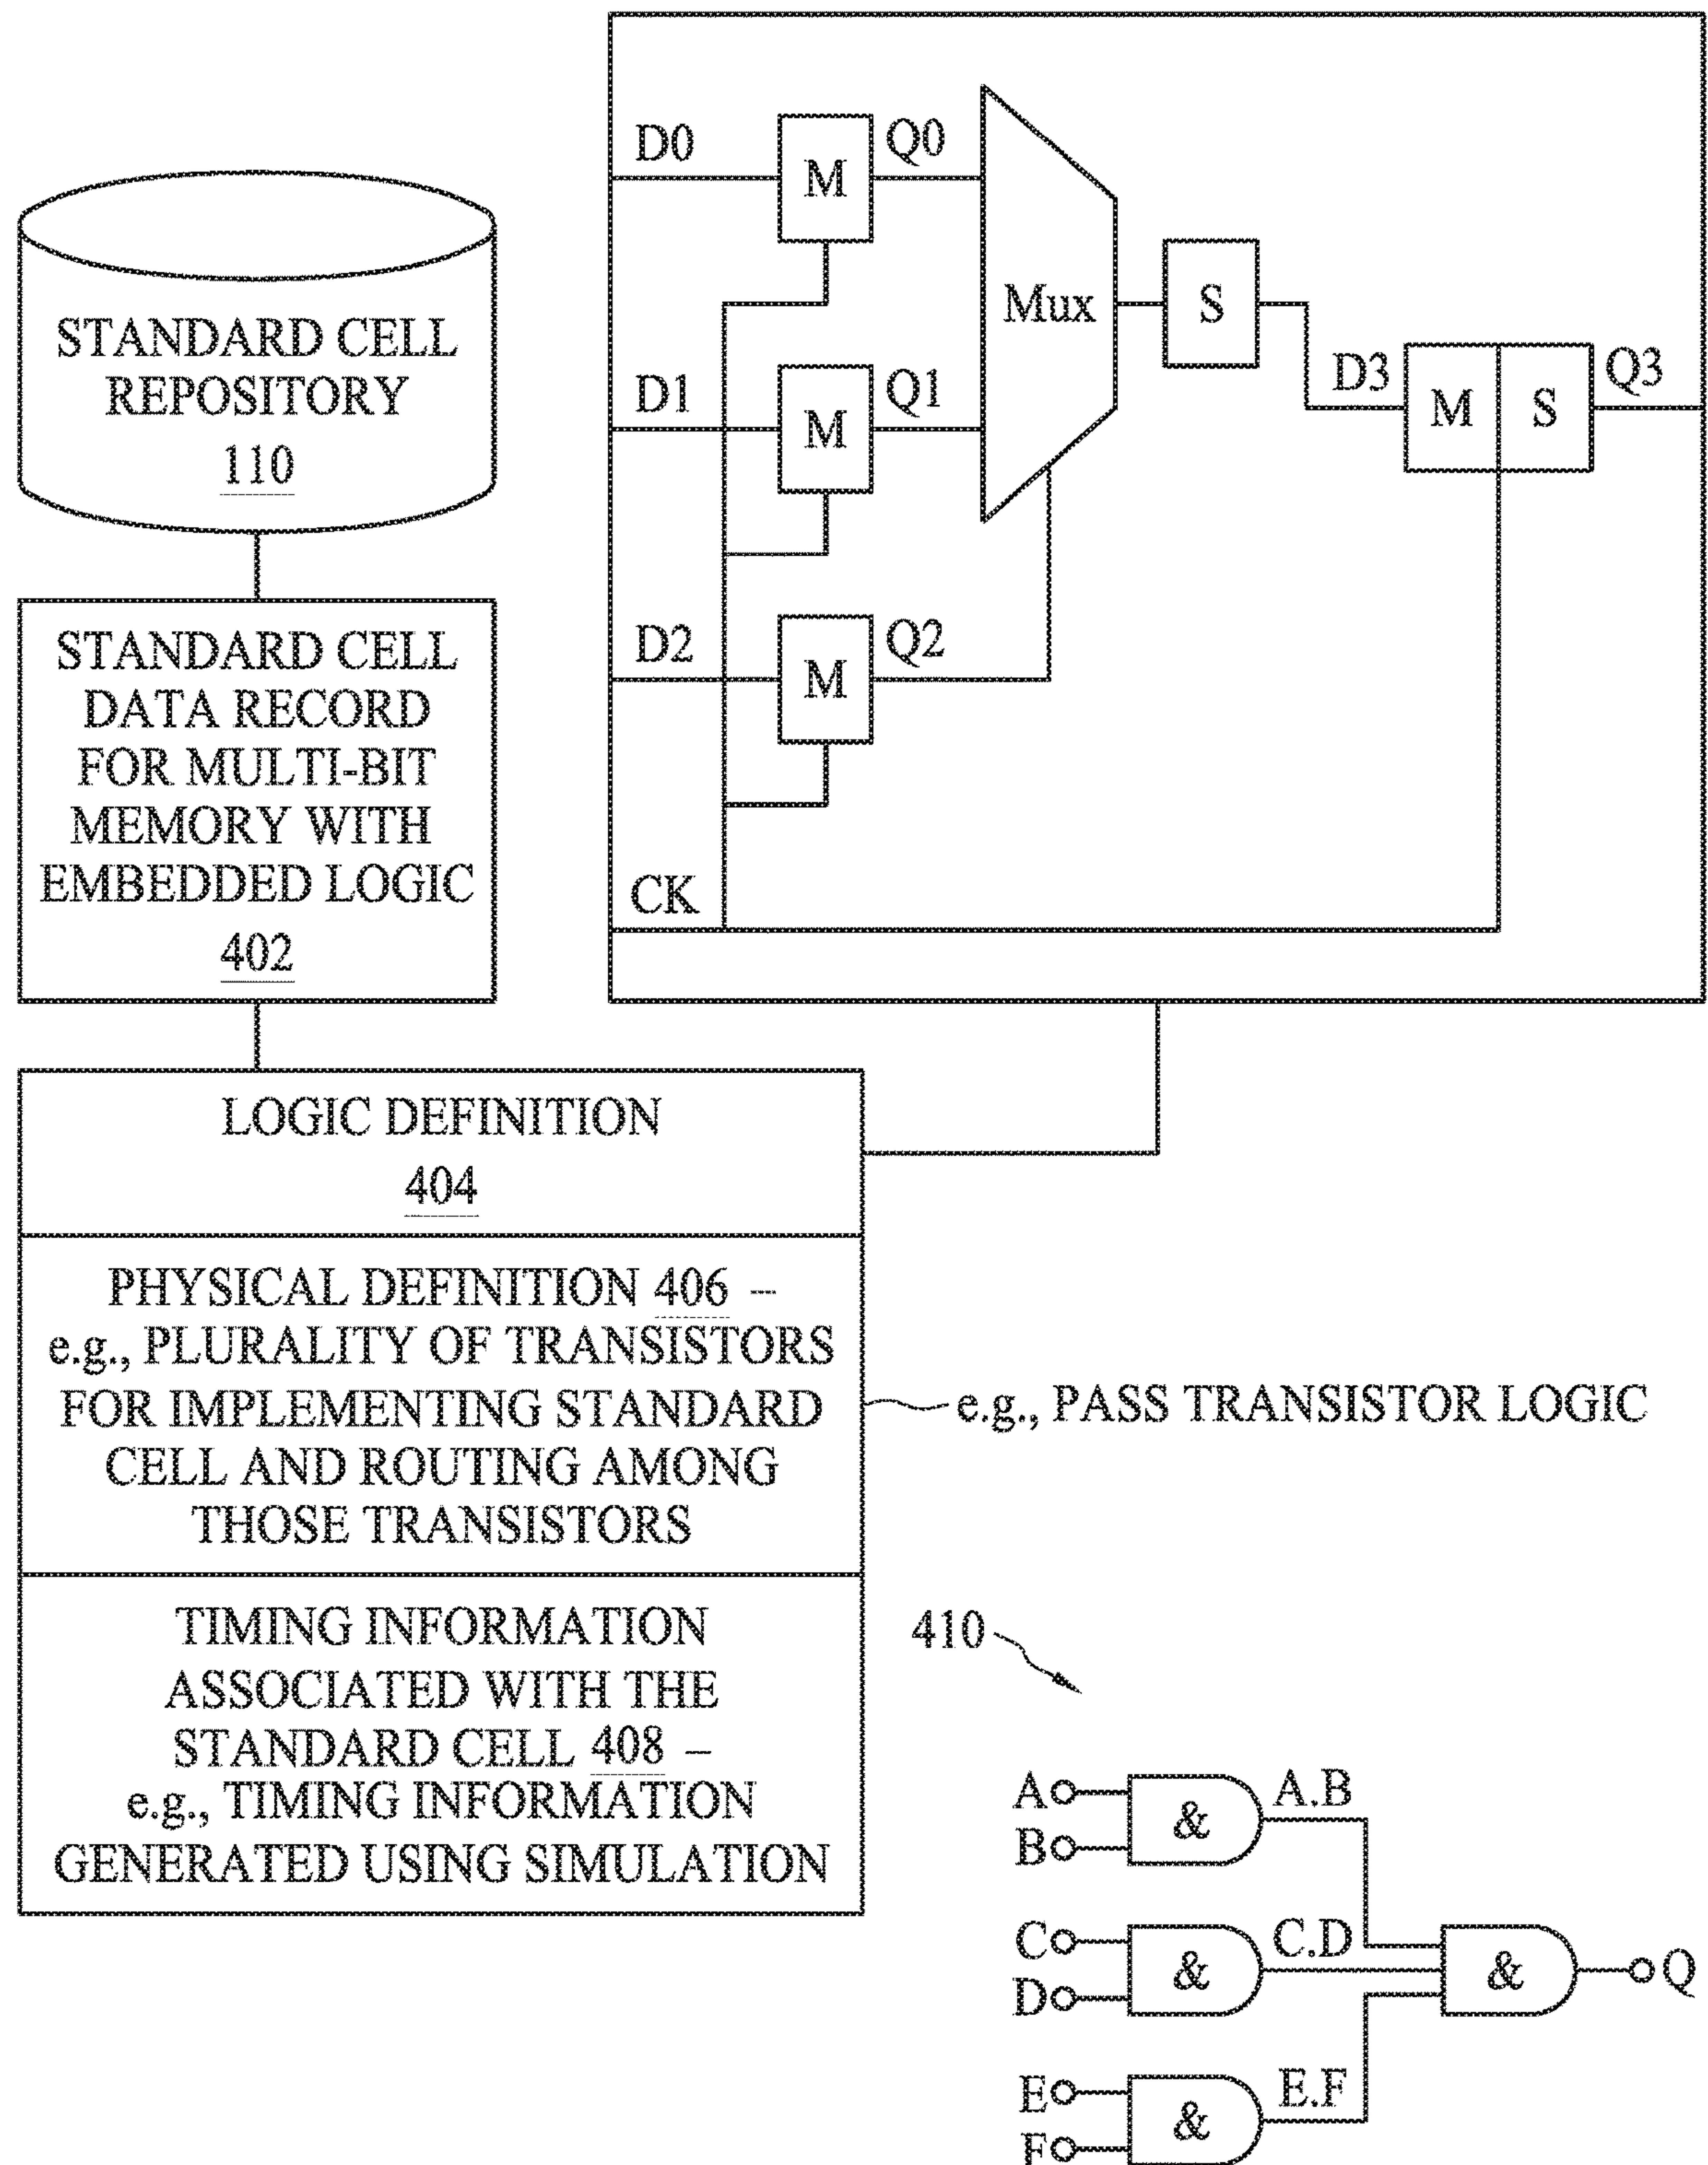 STANDARD CELL
REPOSITORY
110
STANDARD CELL
DATA RECORD
FOR MULTI-BIT
MEMORY WITH
EMBEDDED LOGIC
402
D0
M
Q0
D1
M
Q1
D2
M
Q2
CK
Mux
S
D3
M
S
Q3
LOGIC DEFINITION
404
PHYSICAL DEFINITION 406 –
e.g., PLURALITY OF TRANSISTORS
FOR IMPLEMENTING STANDARD
CELL AND ROUTING AMONG
THOSE TRANSISTORS
e.g., PASS TRANSISTOR LOGIC
TIMING INFORMATION
ASSOCIATED WITH THE
STANDARD CELL 408 –
e.g., TIMING INFORMATION
GENERATED USING SIMULATION
410
A
B
&
A.B
C
D
&
C.D
E
F
&
E.F
&
Q